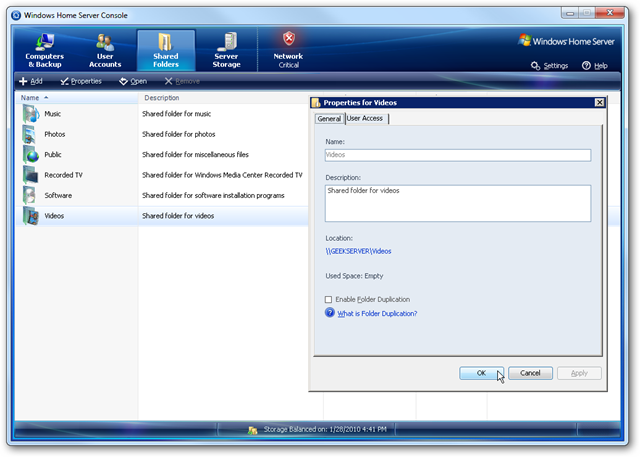 Windows Home Server Console
Computers & Backup
User Accounts
Shared Folders
Server Storage
Network
Critical
Windows Home Server
Settings
Help
Add
Properties
Open
Remove
Name
Description
Music
Shared folder for music
Photos
Shared folder for photos
Public
Shared folder for miscellaneous files
Recorded TV
Shared folder for Windows Media Center Recorded TV
Software
Shared folder for software installation programs
Videos
Shared folder for videos
Properties for Videos
General
User Access
Name:
Videos
Description:
Shared folder for videos
Location:
\\GEEKSERVER\Videos
Used Space: Empty
Enable Folder Duplication
What is Folder Duplication?
OK
Cancel
Apply
Storage Balanced on: 1/28/2010 4:41 PM